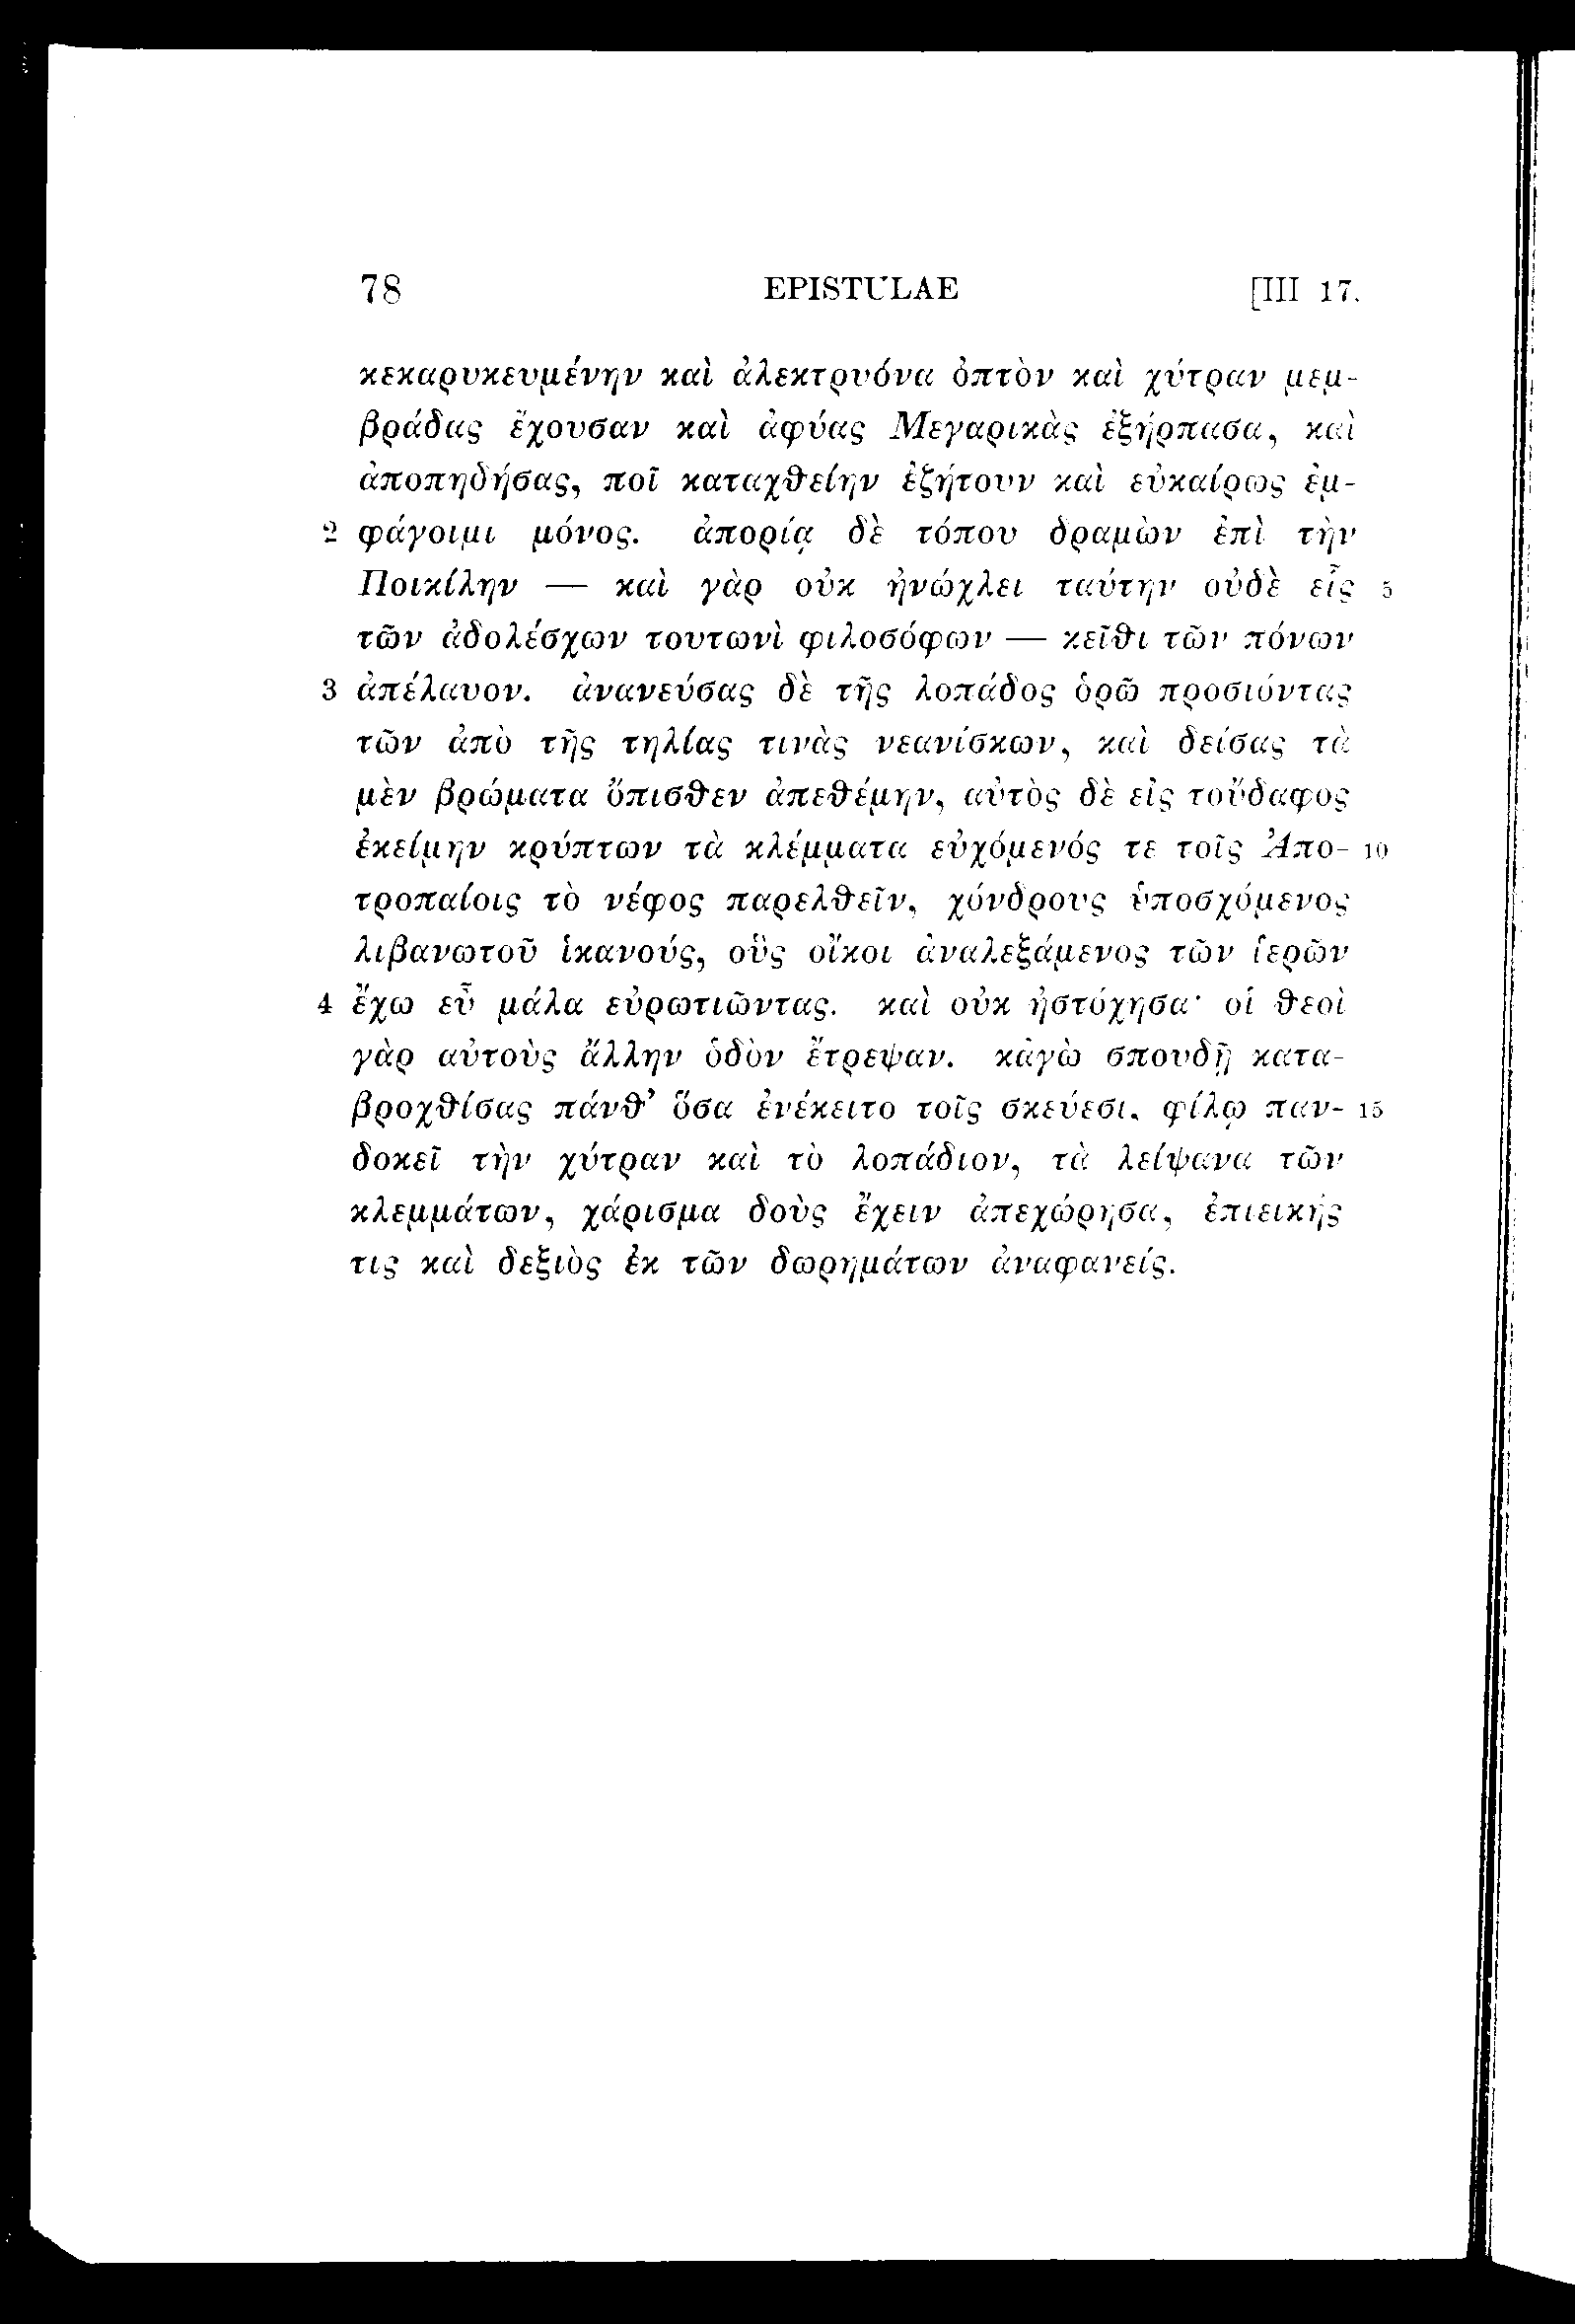 78 EPISTULAE [III 17.
κεκαρυκευμένην καὶ ἀλεκτρυόνα ὀπτὸν καὶ χύτραν μεμ-
βράδας ἔχουσαν καὶ ἀφύας Μεγαρικὰς ἐξήρπασα, καὶ
ἀποπηδήσας, ποῖ καταχθείην ἐζήτουν καὶ εὐκαίρως ἐμ-
2 φάγοιμι μόνος. ἀπορίᾳ δὲ τόπου δραμὼν ἐπὶ τὴν
Ποικίλην — καὶ γὰρ οὐκ ἠνώχλει ταύτην οὐδὲ εἷς 5
τῶν ἀδολέσχων τουτωνὶ φιλοσόφων — κεῖθι τῶν πόνων
3 ἀπέλαυον. ἀνανεύσας δὲ τῆς λοπάδος ὁρῶ προσιόντας
τῶν ἀπὸ τῆς τηλίας τινὰς νεανίσκων, καὶ δείσας τὰ
μὲν βρώματα ὄπισθεν ἀπεθέμην, αὐτὸς δὲ εἰς τοὔδαφος
ἐκείμην κρύπτων τὰ κλέμματα εὐχόμενός τε τοῖς Ἀπο- 10
τροπαίοις τὸ νέφος παρελθεῖν, χόνδρους ὑποσχόμενος
λιβανωτοῦ ἱκανούς, οὓς οἴκοι ἀναλεξάμενος τῶν ἱερῶν
4 ἔχω εὖ μάλα εὐρωτιῶντας. καὶ οὐκ ἠστόχησα· οἱ θεοὶ
γὰρ αὐτοὺς ἄλλην ὁδὸν ἔτρεψαν. κἀγὼ σπουδῇ κατα-
βροχθίσας πάνθ’ ὅσα ἐνέκειτο τοῖς σκεύεσι, φίλῳ παν- 15
δοκεῖ τὴν χύτραν καὶ τὸ λοπάδιον, τὰ λείψανα τῶν
κλεμμάτων, χάρισμα δοὺς ἔχειν ἀπεχώρησα, ἐπιεικής
τις καὶ δεξιὸς ἐκ τῶν δωρημάτων ἀναφανείς.